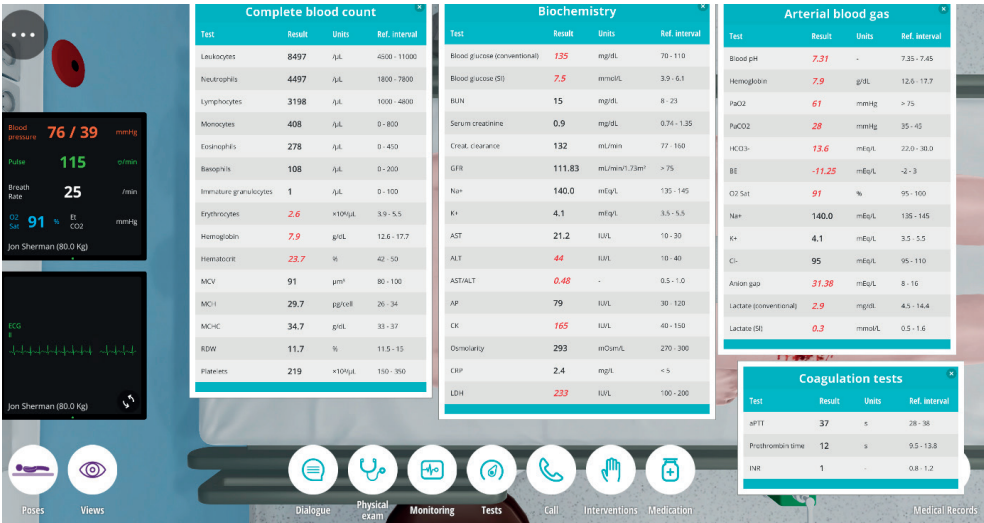 Complete blood count
Test Result Units Ref. interval
Leukocytes 8497 /µL 4500 - 11000
Neutrophils 4497 /µL 1800 - 7800
Lymphocytes 3198 /µL 1000 - 4800
Monocytes 408 /µL 0 - 800
Eosinophils 278 /µL 0 - 450
Basophils 108 /µL 0 - 200
Immature granulocytes 1 /µL 0 - 100
Erythrocytes 2.6 ×10⁶/µL 3.9 - 5.5
Hemoglobin 7.9 g/dL 12.6 - 17.7
Hematocrit 23.7 % 42 - 50
MCV 91 µm³ 80 - 100
MCH 29.7 pg/cell 26 - 34
MCHC 34.7 g/dL 33 - 37
RDW 11.7 % 11.5 - 15
Platelets 219 ×10³/µL 150 - 350
Biochemistry
Test Result Units Ref. interval
Blood glucose (conventional) 135 mg/dL 70 - 110
Blood glucose (SI) 7.5 mmol/L 3.9 - 6.1
BUN 15 mg/dL 8 - 23
Serum creatinine 0.9 mg/dL 0.74 - 1.35
Creat. clearance 132 mL/min 77 - 160
GFR 111.83 mL/min/1.73m² > 75
Na+ 140.0 mEq/L 135 - 145
K+ 4.1 mEq/L 3.5 - 5.5
AST 21.2 IU/L 10 - 30
ALT 44 IU/L 10 - 40
AST/ALT 0.48 - 0.5 - 1.0
AP 79 IU/L 30 - 120
CK 165 IU/L 40 - 150
Osmolarity 293 mOsm/L 270 - 300
CRP 2.4 mg/L < 5
LDH 233 IU/L 100 - 200
Arterial blood gas
Test Result Units Ref. interval
Blood pH 7.31 - 7.35 - 7.45
Hemoglobin 7.9 g/dL 12.6 - 17.7
PaO2 61 mmHg > 75
PaCO2 28 mmHg 35 - 45
HCO3- 13.6 mEq/L 22.0 - 30.0
BE -11.25 mEq/L -2 - 3
O2 Sat 91 % 95 - 100
Na+ 140.0 mEq/L 135 - 145
K+ 4.1 mEq/L 3.5 - 5.5
Cl- 95 mEq/L 95 - 110
Anion gap 31.38 mEq/L 8 - 16
Lactate (conventional) 2.9 mg/dL 4.5 - 14.4
Lactate (SI) 0.3 mmol/L 0.5 - 1.6
Coagulation tests
Test Result Units Ref. interval
aPTT 37 s 28 - 38
Prothrombin time 12 s 9.5 - 13.8
INR 1 - 0.8 - 1.2
Blood pressure 76 / 39 mmHg
Pulse 115 /min
Breath Rate 25 /min
O2 Sat 91 % Et CO2 mmHg
Jon Sherman (80.0 Kg)
ECG
II
Jon Sherman (80.0 Kg)
Poses
Views
Dialogue
Physical exam
Monitoring
Tests
Call
Interventions
Medication
Medical Records